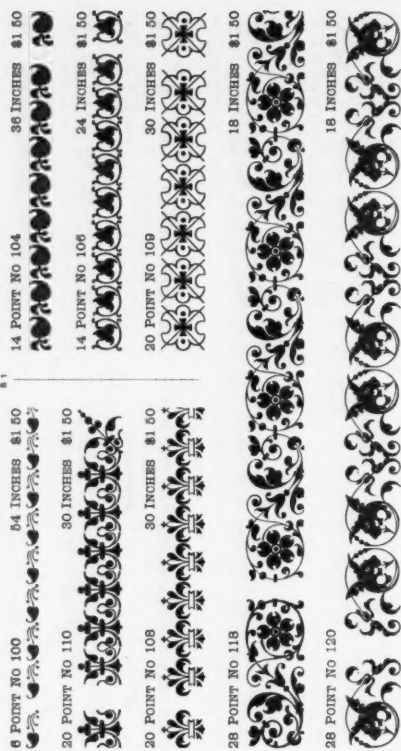 6 POINT NO 100 54 INCHES $1 50
20 POINT NO 110 30 INCHES $1 50
20 POINT NO 108 30 INCHES $1 50
14 POINT NO 104 36 INCHES $1 50
14 POINT NO 106 24 INCHES $1 50
20 POINT NO 109 30 INCHES $1 50
28 POINT NO 118 18 INCHES $1 50
28 POINT NO 120 18 INCHES $1 50